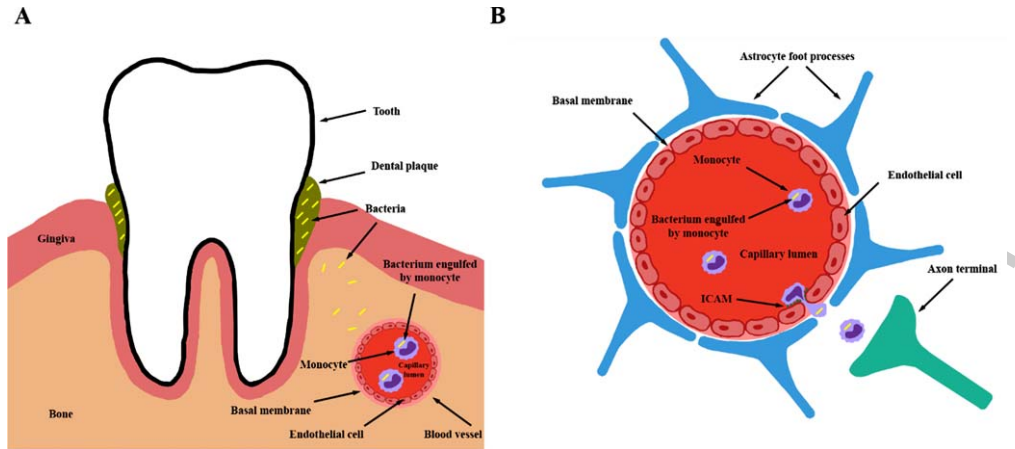 A
Tooth
Dental plaque
Bacteria
Gingiva
Bacterium engulfed
by monocyte
Monocyte
Capillary
lumen
Basal membrane
Bone
Endothelial cell
Blood vessel
B
Astrocyte foot processes
Basal membrane
Monocyte
Endothelial cell
Bacterium engulfed
by monocyte
Capillary lumen
Axon terminal
ICAM